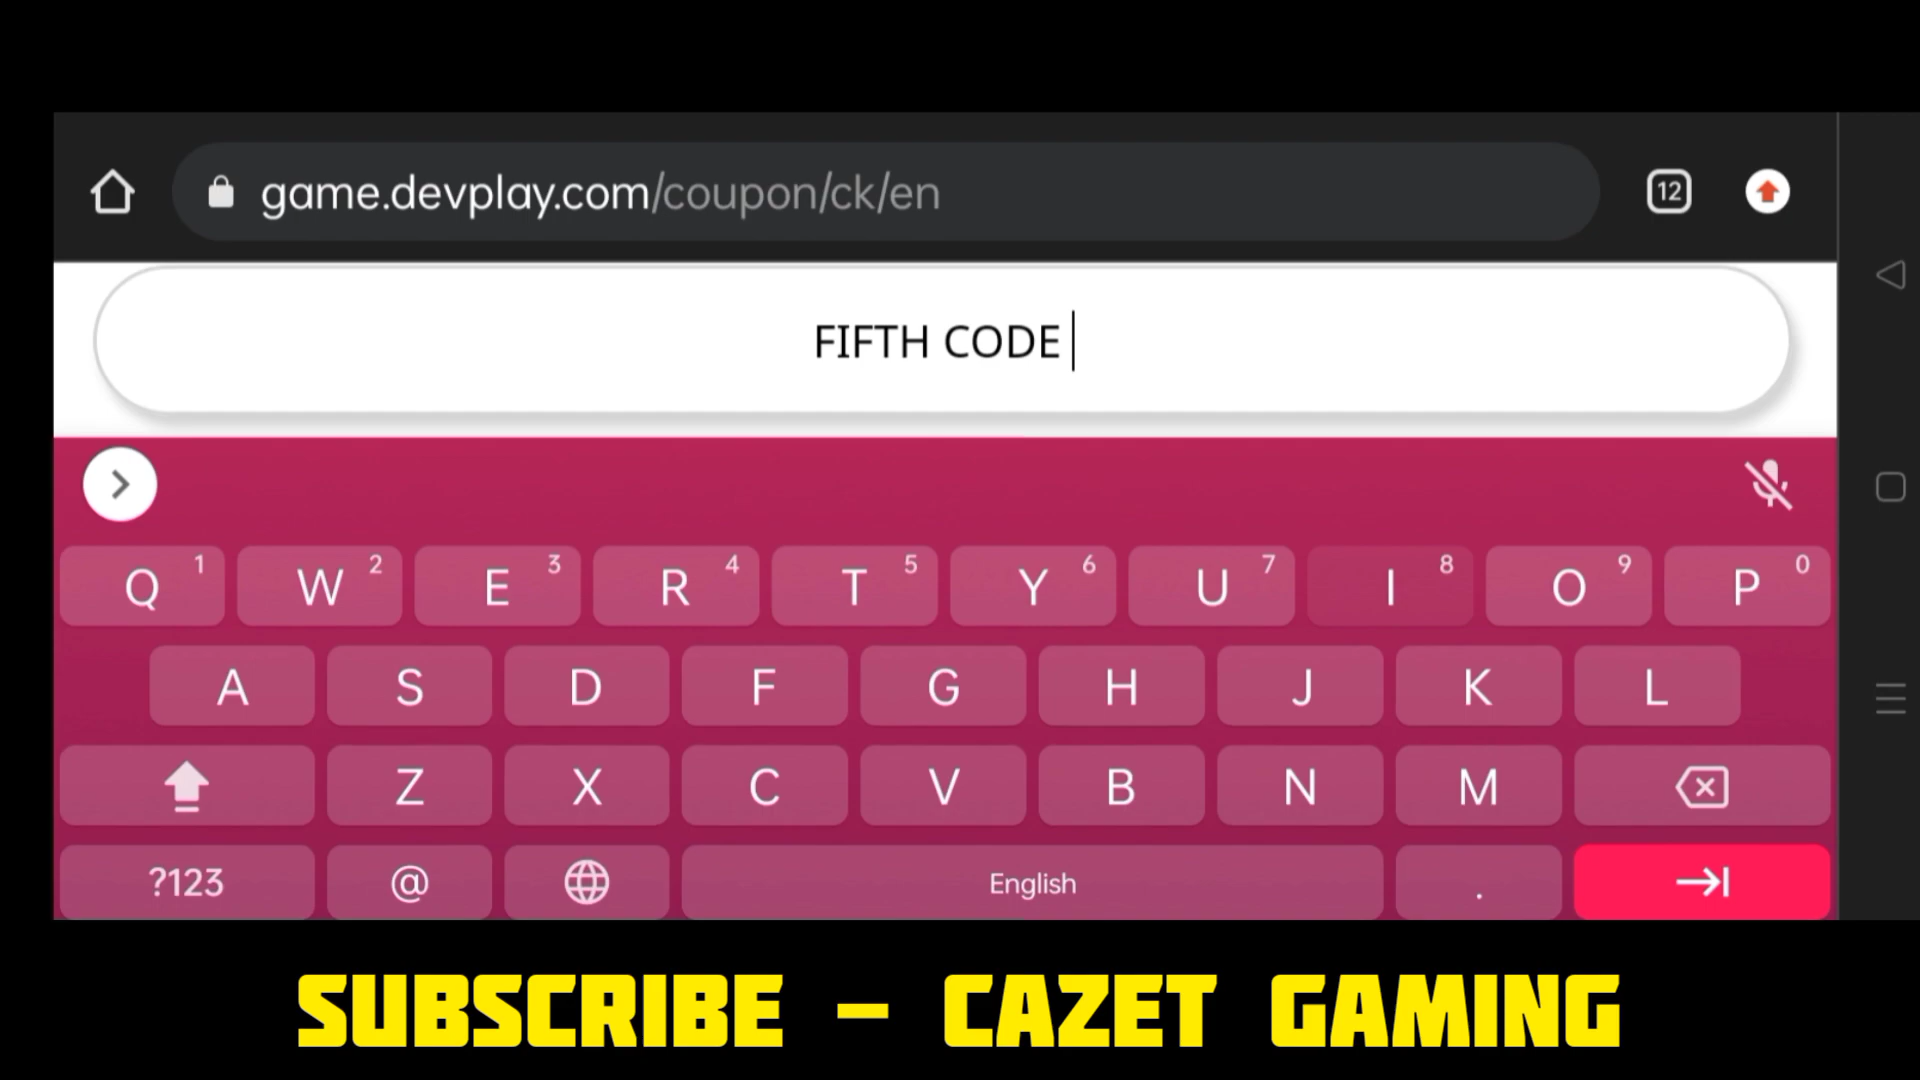 game.devplay.com/coupon/ck/en 12
FIFTH CODE
Q 1 W 2 E 3 R 4 T 5 Y 6 U 7 I 8 O 9 P 0
A S D F G H J K L
Z X C V B N M
?123 @ English .
SUBSCRIBE - CAZET GAMING